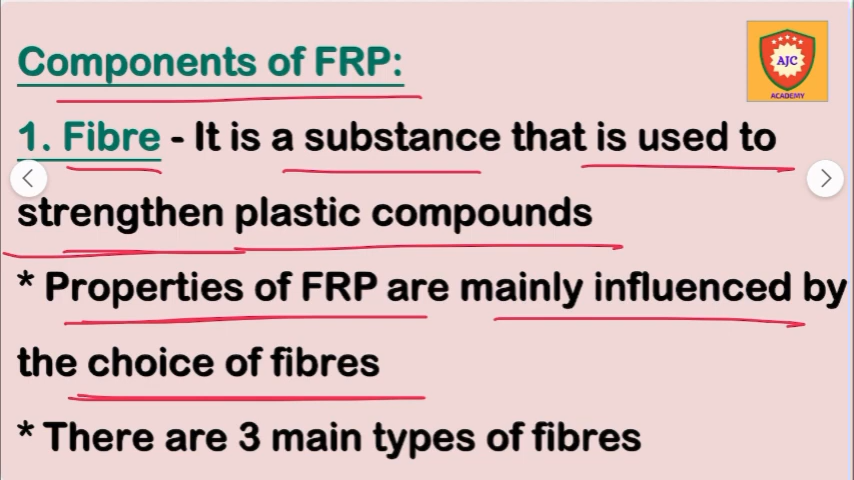 Components of FRP:
AJC
ACADEMY
1. Fibre - It is a substance that is used to
strengthen plastic compounds
* Properties of FRP are mainly influenced by
the choice of fibres
* There are 3 main types of fibres